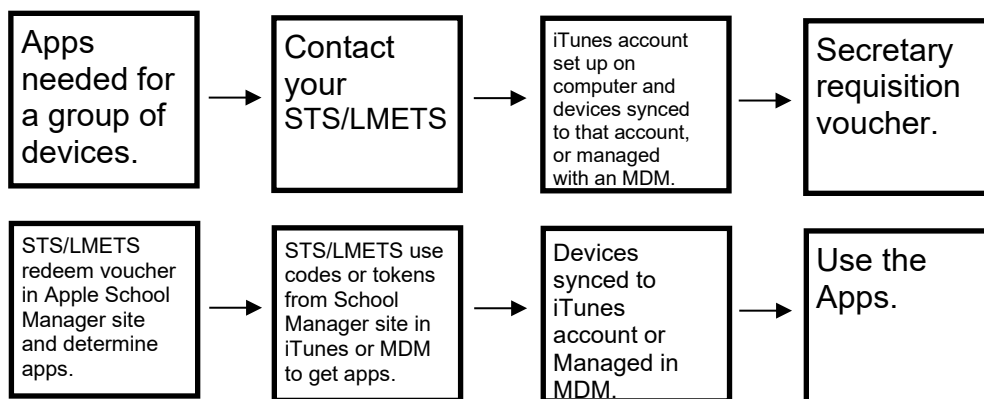 Apps
needed for
a group of
devices.
Contact
your
STS/LMETS
iTunes account
set up on
computer and
devices synced
to that account,
or managed
with an MDM.
Secretary
requisition
voucher.
STS/LMETS
redeem voucher
in Apple School
Manager site
and determine
apps.
STS/LMETS use
codes or tokens
from School
Manager site in
iTunes or MDM
to get apps.
Devices
synced to
iTunes
account or
Managed in
MDM.
Use the
Apps.